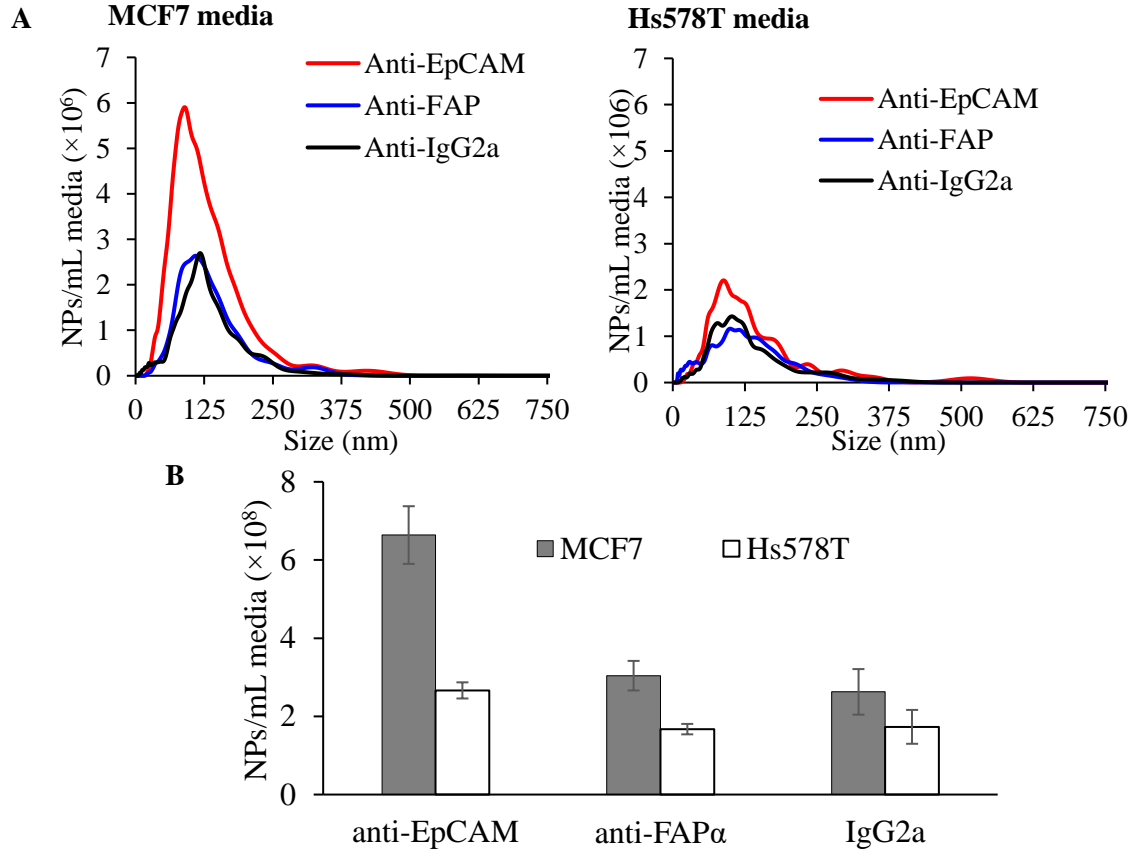 A
MCF7 media
NPs/mL media (×10⁶)
7
6
5
4
3
2
1
0
Anti-EpCAM
Anti-FAP
Anti-IgG2a
0 125 250 375 500 625 750
Size (nm)
Hs578T media
NPs/mL media (×106)
7
6
5
4
3
2
1
0
Anti-EpCAM
Anti-FAP
Anti-IgG2a
0 125 250 375 500 625 750
Size (nm)
B
NPs/mL media (×10⁸)
8
6
4
2
0
MCF7 Hs578T
anti-EpCAM anti-FAPα IgG2a